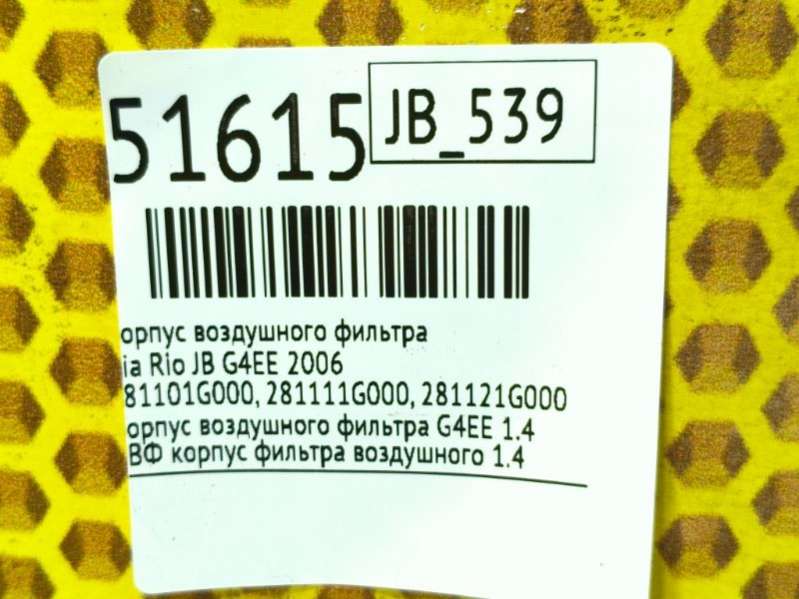 51615
JB_539
орпус воздушного фильтра
ia Rio JB G4EE 2006
81101G000, 281111G000, 281121G000
орпус воздушного фильтра G4EE 1.4
ВФ корпус фильтра воздушного 1.4